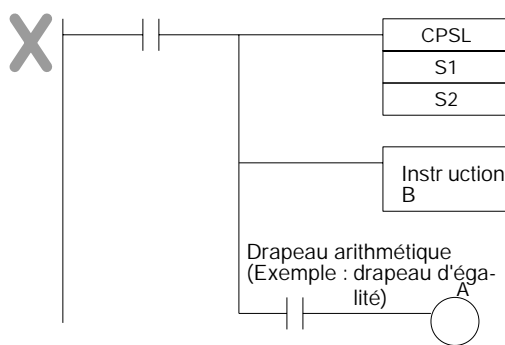 CPSL
S1
S2
Instr uction
B
Drapeau arithmétique
(Exemple : drapeau d'éga-
lité)
A